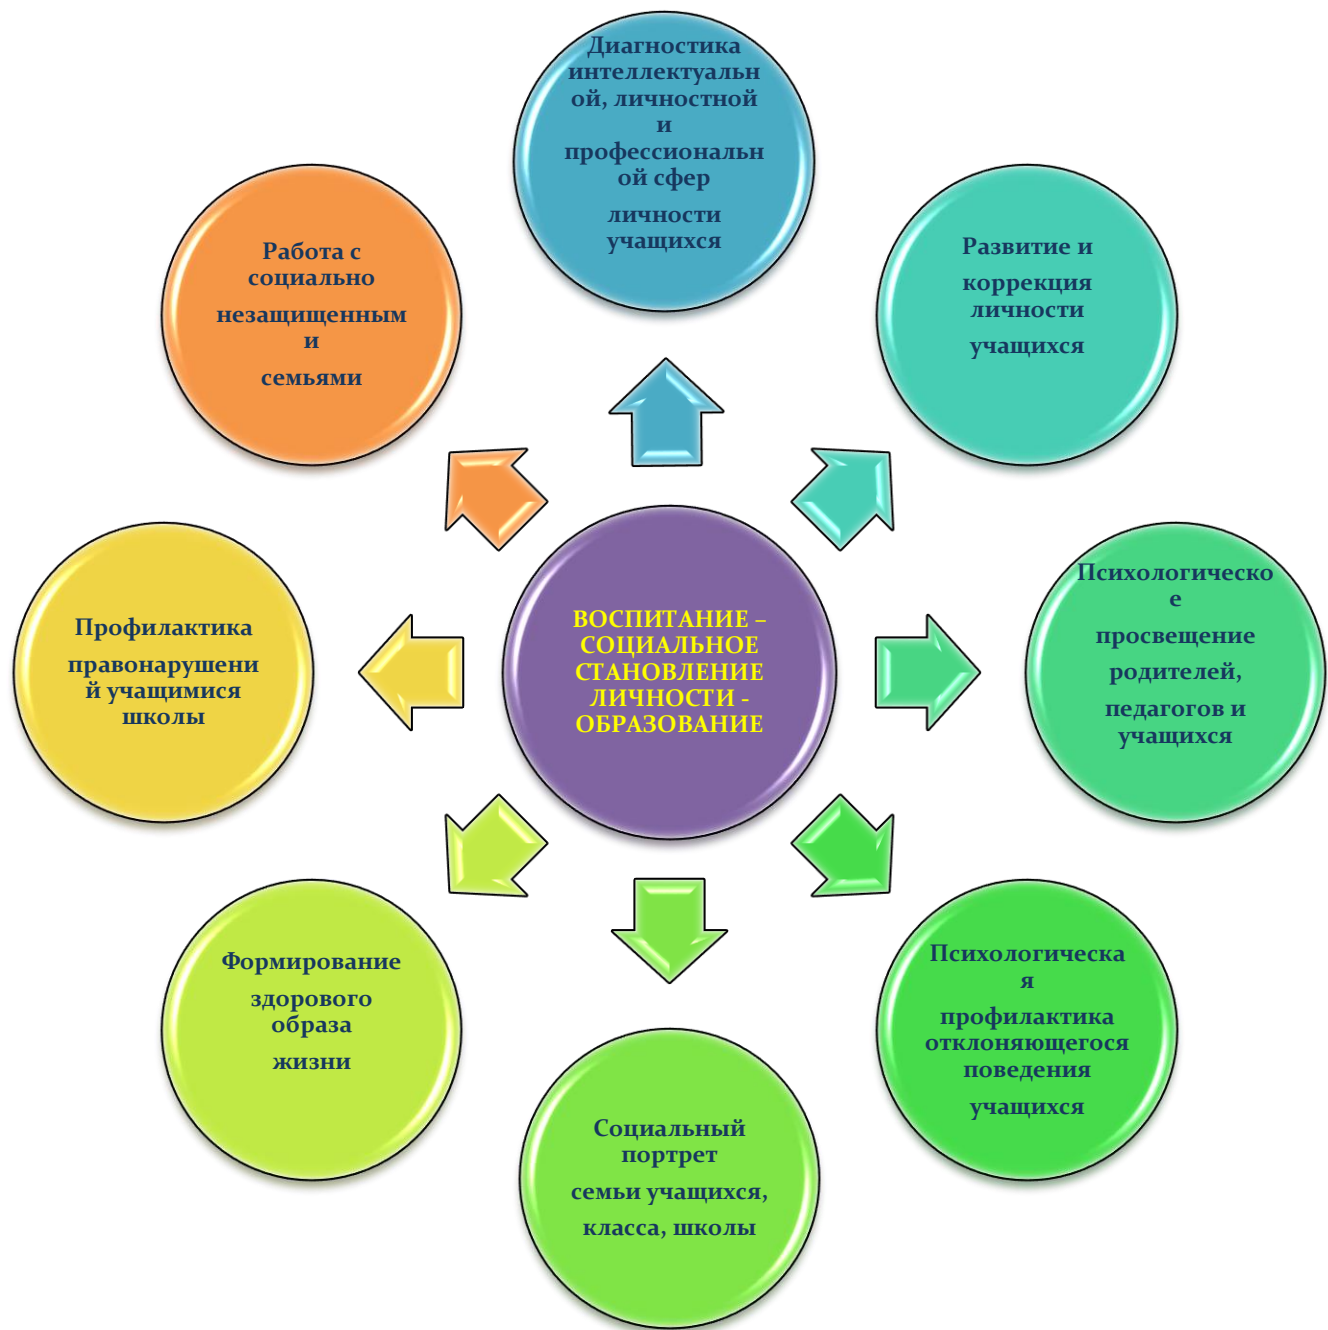 Диагностика
интеллектуальн
ой, личностной
и
профессиональн
ой сфер
личности
учащихся
Развитие и
коррекция
личности
учащихся
Психологическо
е
просвещение
родителей,
педагогов и
учащихся
Психологическа
я
профилактика
отклоняющегося
поведения
учащихся
Социальный
портрет
семьи учащихся,
класса, школы
Формирование
здорового
образа
жизни
Профилактика
правонарушени
й учащимися
школы
Работа с
социально
незащищенным
и
семьями
ВОСПИТАНИЕ –
СОЦИАЛЬНОЕ
СТАНОВЛЕНИЕ
ЛИЧНОСТИ -
ОБРАЗОВАНИЕ